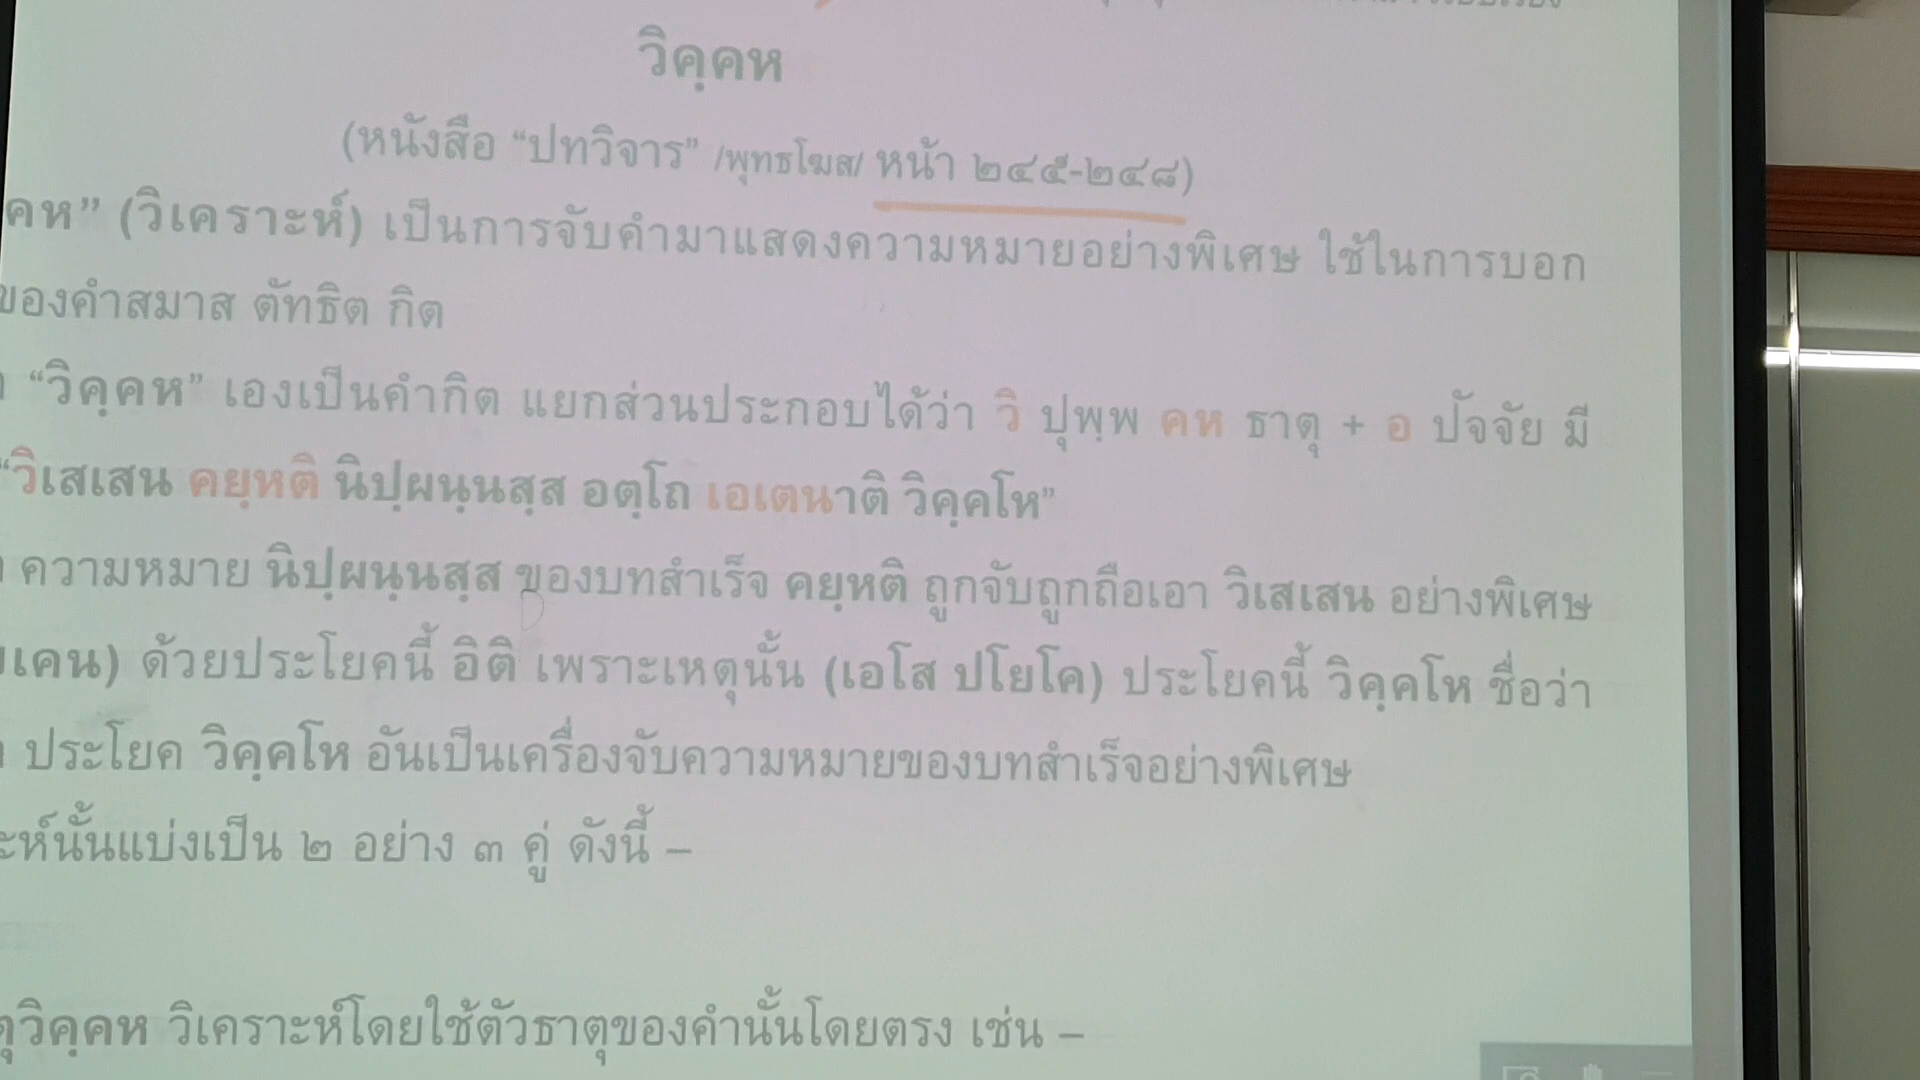 วิคฺคห
(หนังสือ “ปทวิจาร” /พุทธโฆส/ หน้า ๒๔๕-๒๔๘)
คห” (วิเคราะห์) เป็นการจับคำมาแสดงความหมายอย่างพิเศษ ใช้ในการบอก
ของคำสมาส ตัทธิต กิต
“วิคฺคห” เองเป็นคำกิต แยกส่วนประกอบได้ว่า วิ ปุพฺพ คห ธาตุ + อ ปัจจัย มี
“วิเสเสน คยฺหติ นิปฺผนฺนสฺส อตฺโถ เอเตนาติ วิคฺคโห”
ความหมาย นิปฺผนฺนสฺส ของบทสำเร็จ คยฺหติ ถูกจับถูกถือเอา วิเสเสน อย่างพิเศษ
เคน) ด้วยประโยคนี้ อิติ เพราะเหตุนั้น (เอโส ปโยโค) ประโยคนี้ วิคฺคโห ชื่อว่า
ประโยค วิคฺคโห อันเป็นเครื่องจับความหมายของบทสำเร็จอย่างพิเศษ
ะห์นั้นแบ่งเป็น ๒ อย่าง ๓ คู่ ดังนี้ –
ตุวิคฺคห วิเคราะห์โดยใช้ตัวธาตุของคำนั้นโดยตรง เช่น –